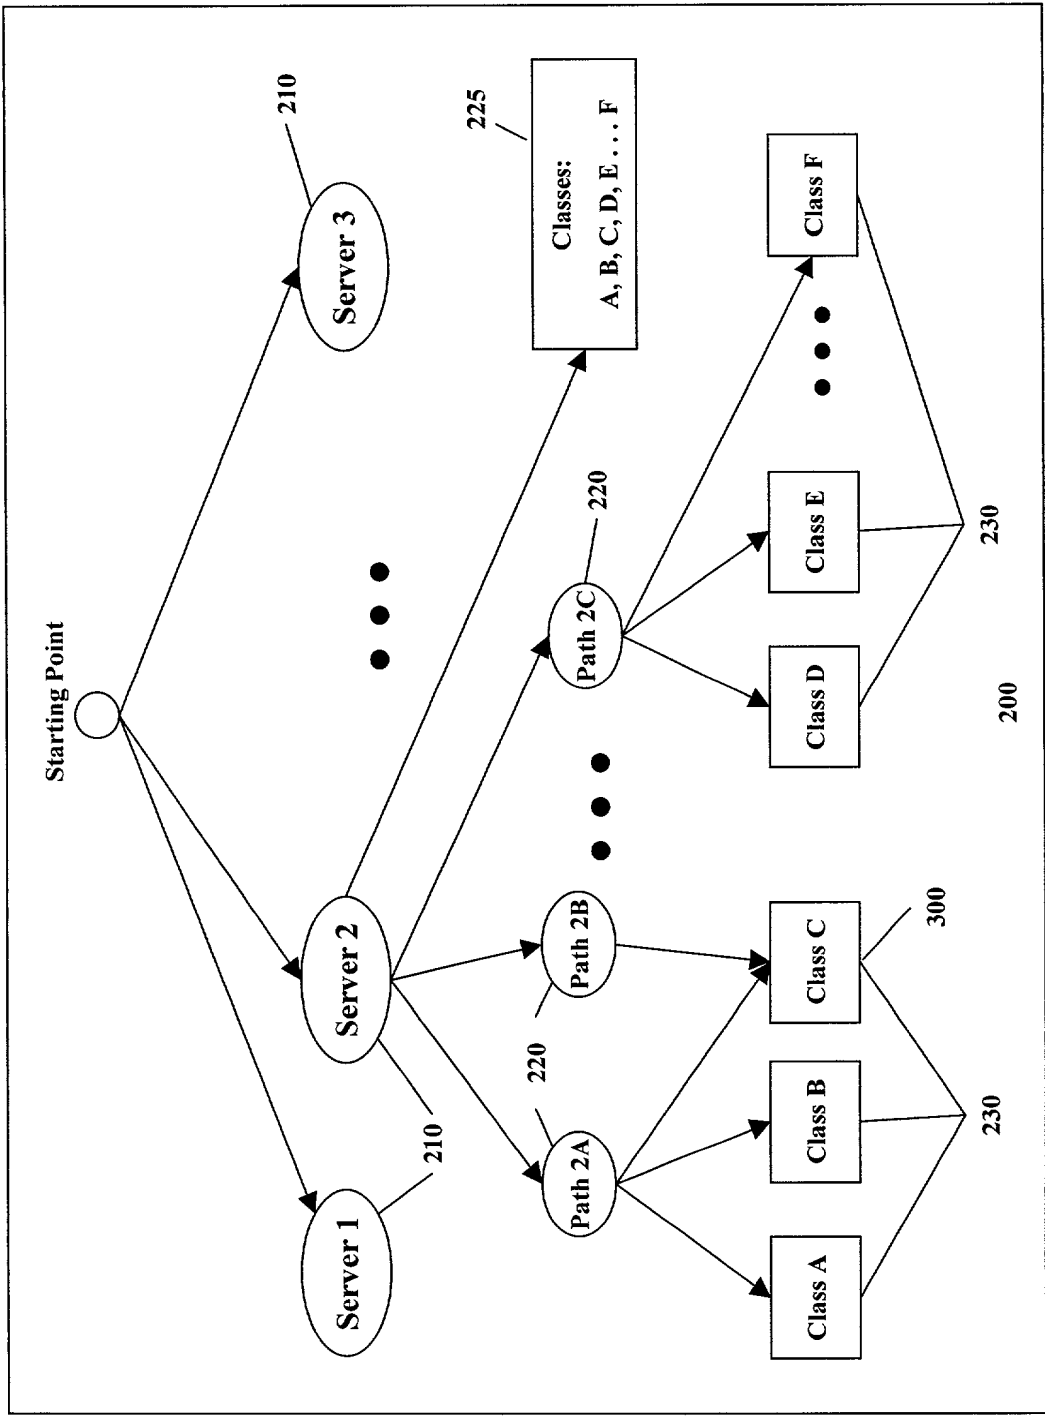 Starting Point
210
Server 1
Server 2
Server 3
210
225
Classes:
A, B, C, D, E . . . . F
220
220
Path 2A
Path 2B
Path 2C
Class A
Class B
Class C
Class D
Class E
Class F
300
230
230
200